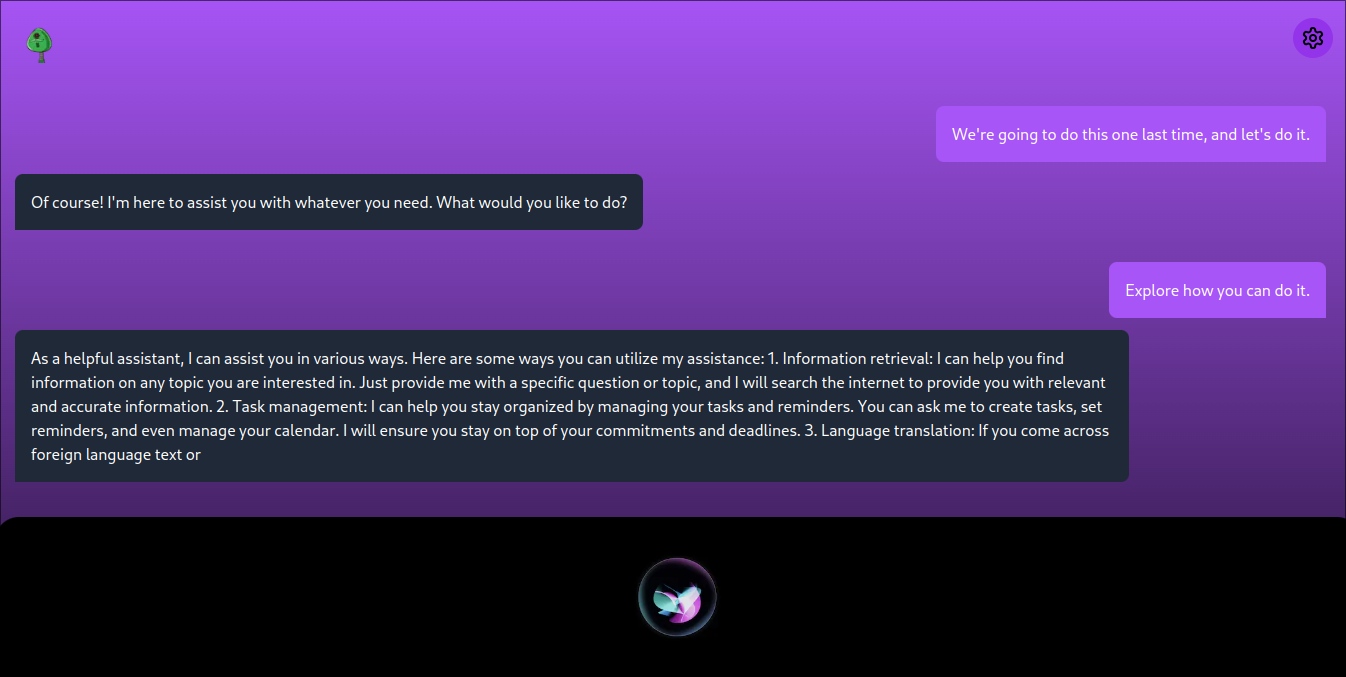 We're going to do this one last time, and let's do it.
Of course! I'm here to assist you with whatever you need. What would you like to do?
Explore how you can do it.
As a helpful assistant, I can assist you in various ways. Here are some ways you can utilize my assistance: 1. Information retrieval: I can help you find
information on any topic you are interested in. Just provide me with a specific question or topic, and I will search the internet to provide you with relevant
and accurate information. 2. Task management: I can help you stay organized by managing your tasks and reminders. You can ask me to create tasks, set
reminders, and even manage your calendar. I will ensure you stay on top of your commitments and deadlines. 3. Language translation: If you come across
foreign language text or